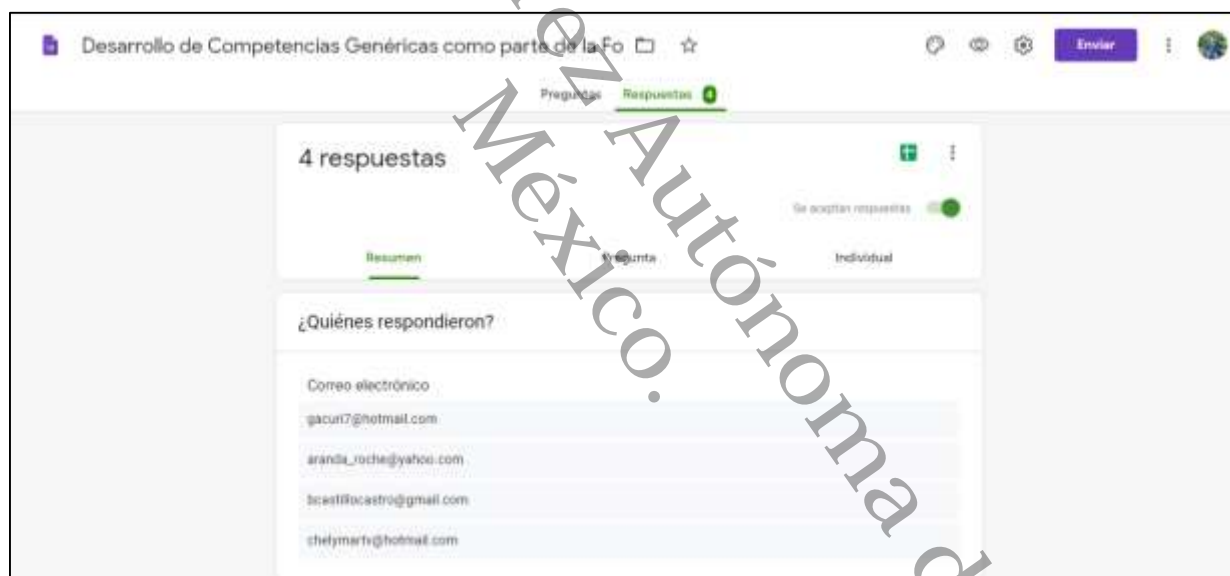 Desarrollo de Competencias Genéricas como parte de la Fo
Enviar
Preguntas Respuestas 4
4 respuestas
Se aceptan respuestas
Resumen Pregunta Individual
¿Quiénes respondieron?
Correo electrónico
gacuri7@hotmail.com
aranda_roche@yahoo.com
bcastillocastro@gmail.com
chelymartv@hotmail.com
ez Autónoma d
México.